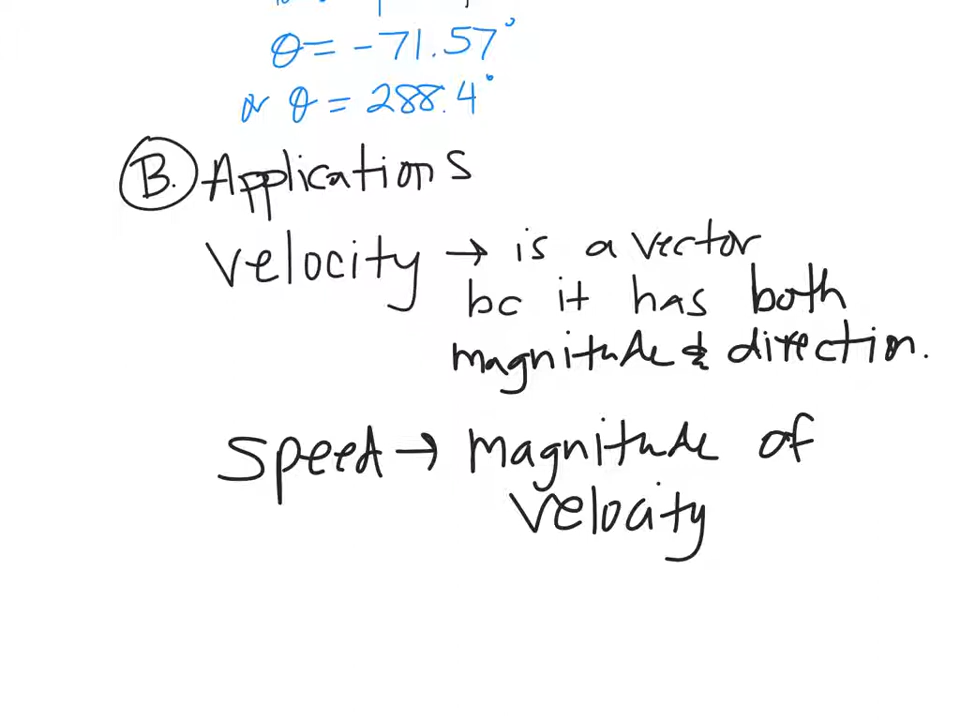 θ = -71.57°
or θ = 288.4°
B. Applications
Velocity → is a vector
bc it has both
magnitude & direction.
Speed → magnitude of
velocity